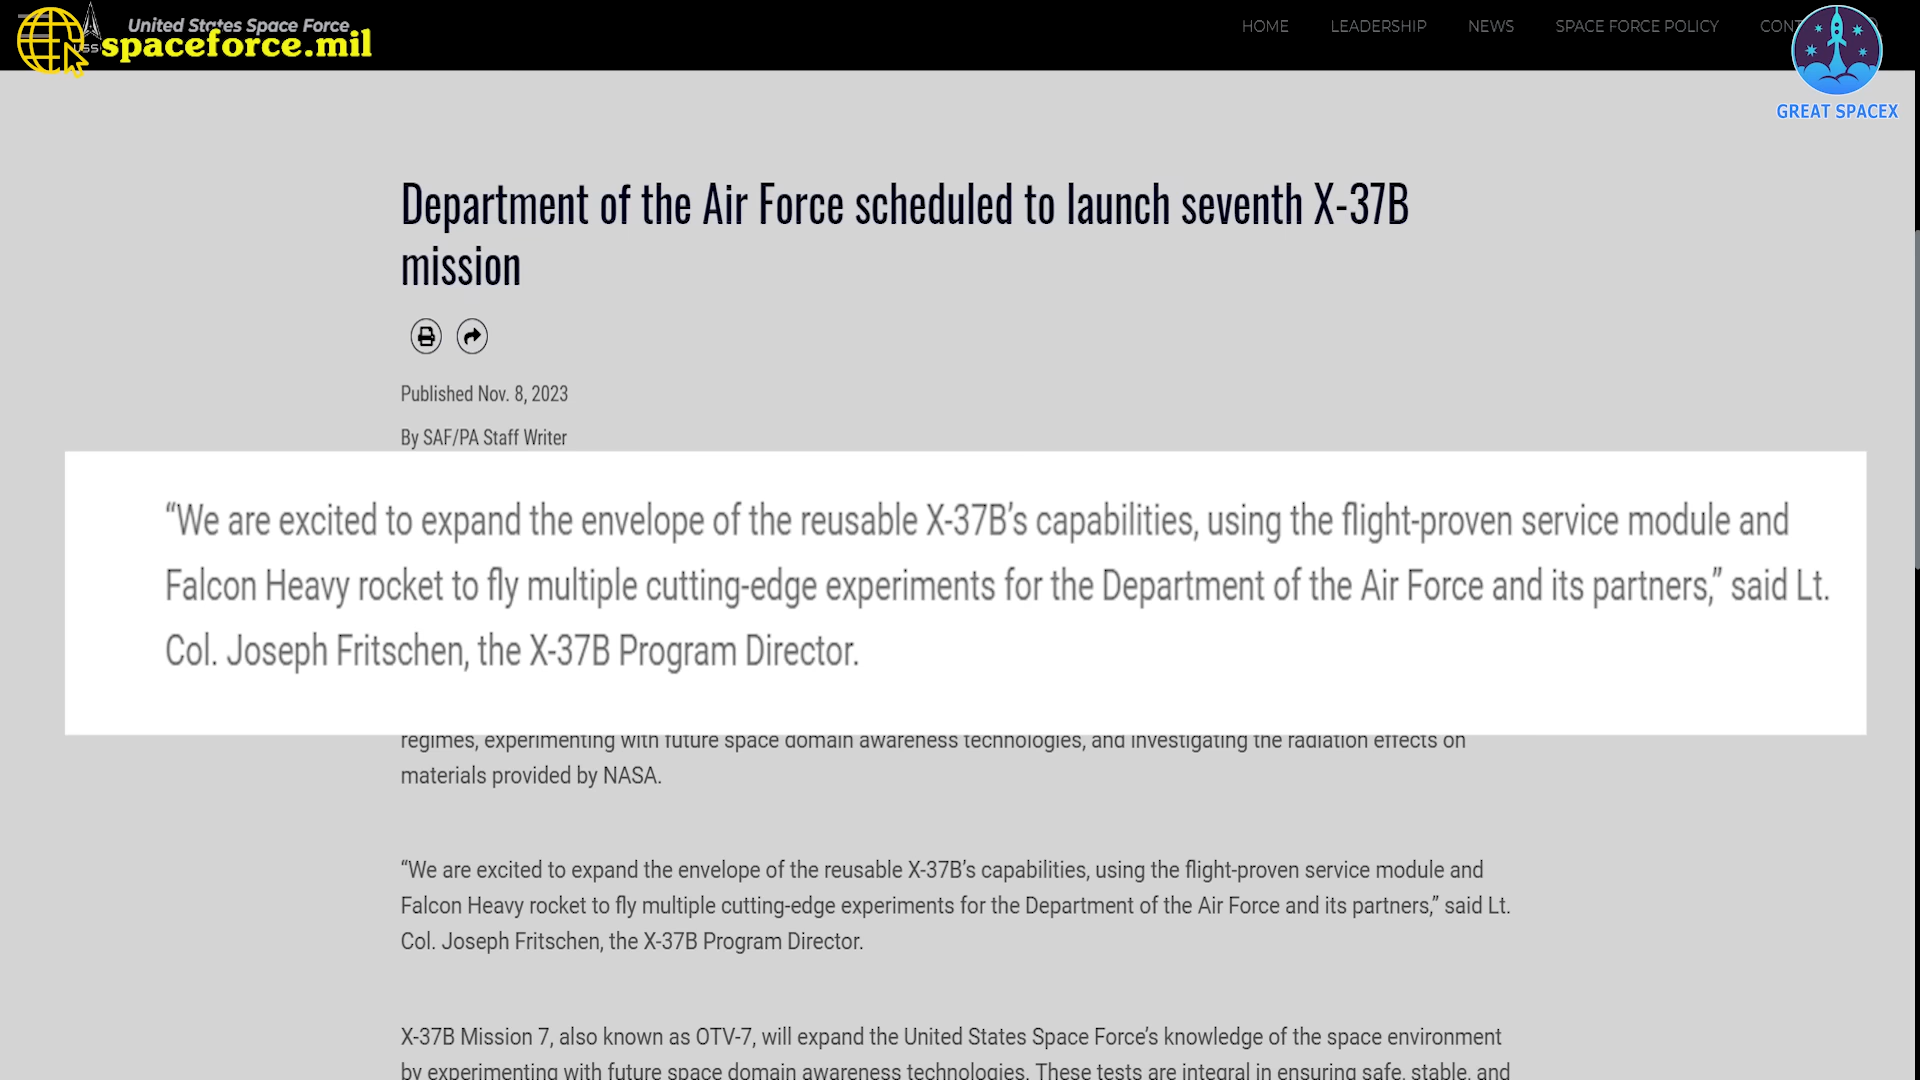 United States Space Force
spaceforce.mil
HOME LEADERSHIP NEWS SPACE FORCE POLICY
GREAT SPACEX
Department of the Air Force scheduled to launch seventh X-37B
mission
Published Nov. 8, 2023
By SAF/PA Staff Writer
“We are excited to expand the envelope of the reusable X-37B’s capabilities, using the flight-proven service module and
Falcon Heavy rocket to fly multiple cutting-edge experiments for the Department of the Air Force and its partners,” said Lt.
Col. Joseph Fritschen, the X-37B Program Director.
regimes, experimenting with future space domain awareness technologies, and investigating the radiation effects on
materials provided by NASA.
“We are excited to expand the envelope of the reusable X-37B’s capabilities, using the flight-proven service module and
Falcon Heavy rocket to fly multiple cutting-edge experiments for the Department of the Air Force and its partners,” said Lt.
Col. Joseph Fritschen, the X-37B Program Director.
X-37B Mission 7, also known as OTV-7, will expand the United States Space Force’s knowledge of the space environment
by experimenting with future space domain awareness technologies. These tests are integral in ensuring safe, stable, and